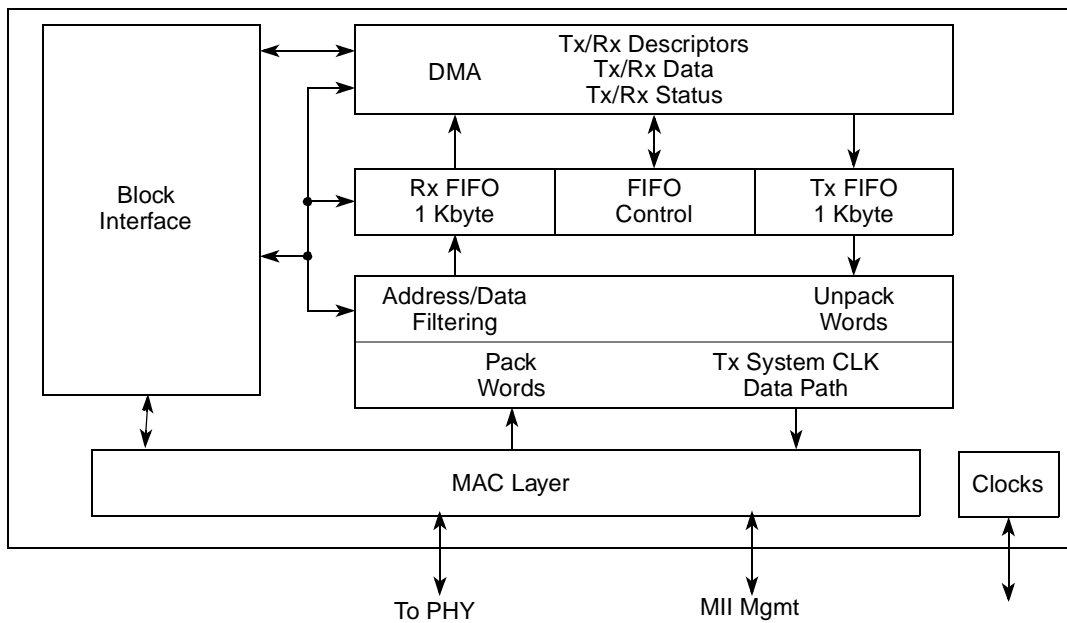 Block
Interface
DMA
Tx/Rx Descriptors
Tx/Rx Data
Tx/Rx Status
Rx FIFO
1 Kbyte
FIFO
Control
Tx FIFO
1 Kbyte
Address/Data
Filtering
Unpack
Words
Pack
Words
Tx System CLK
Data Path
MAC Layer
Clocks
To PHY
MII Mgmt